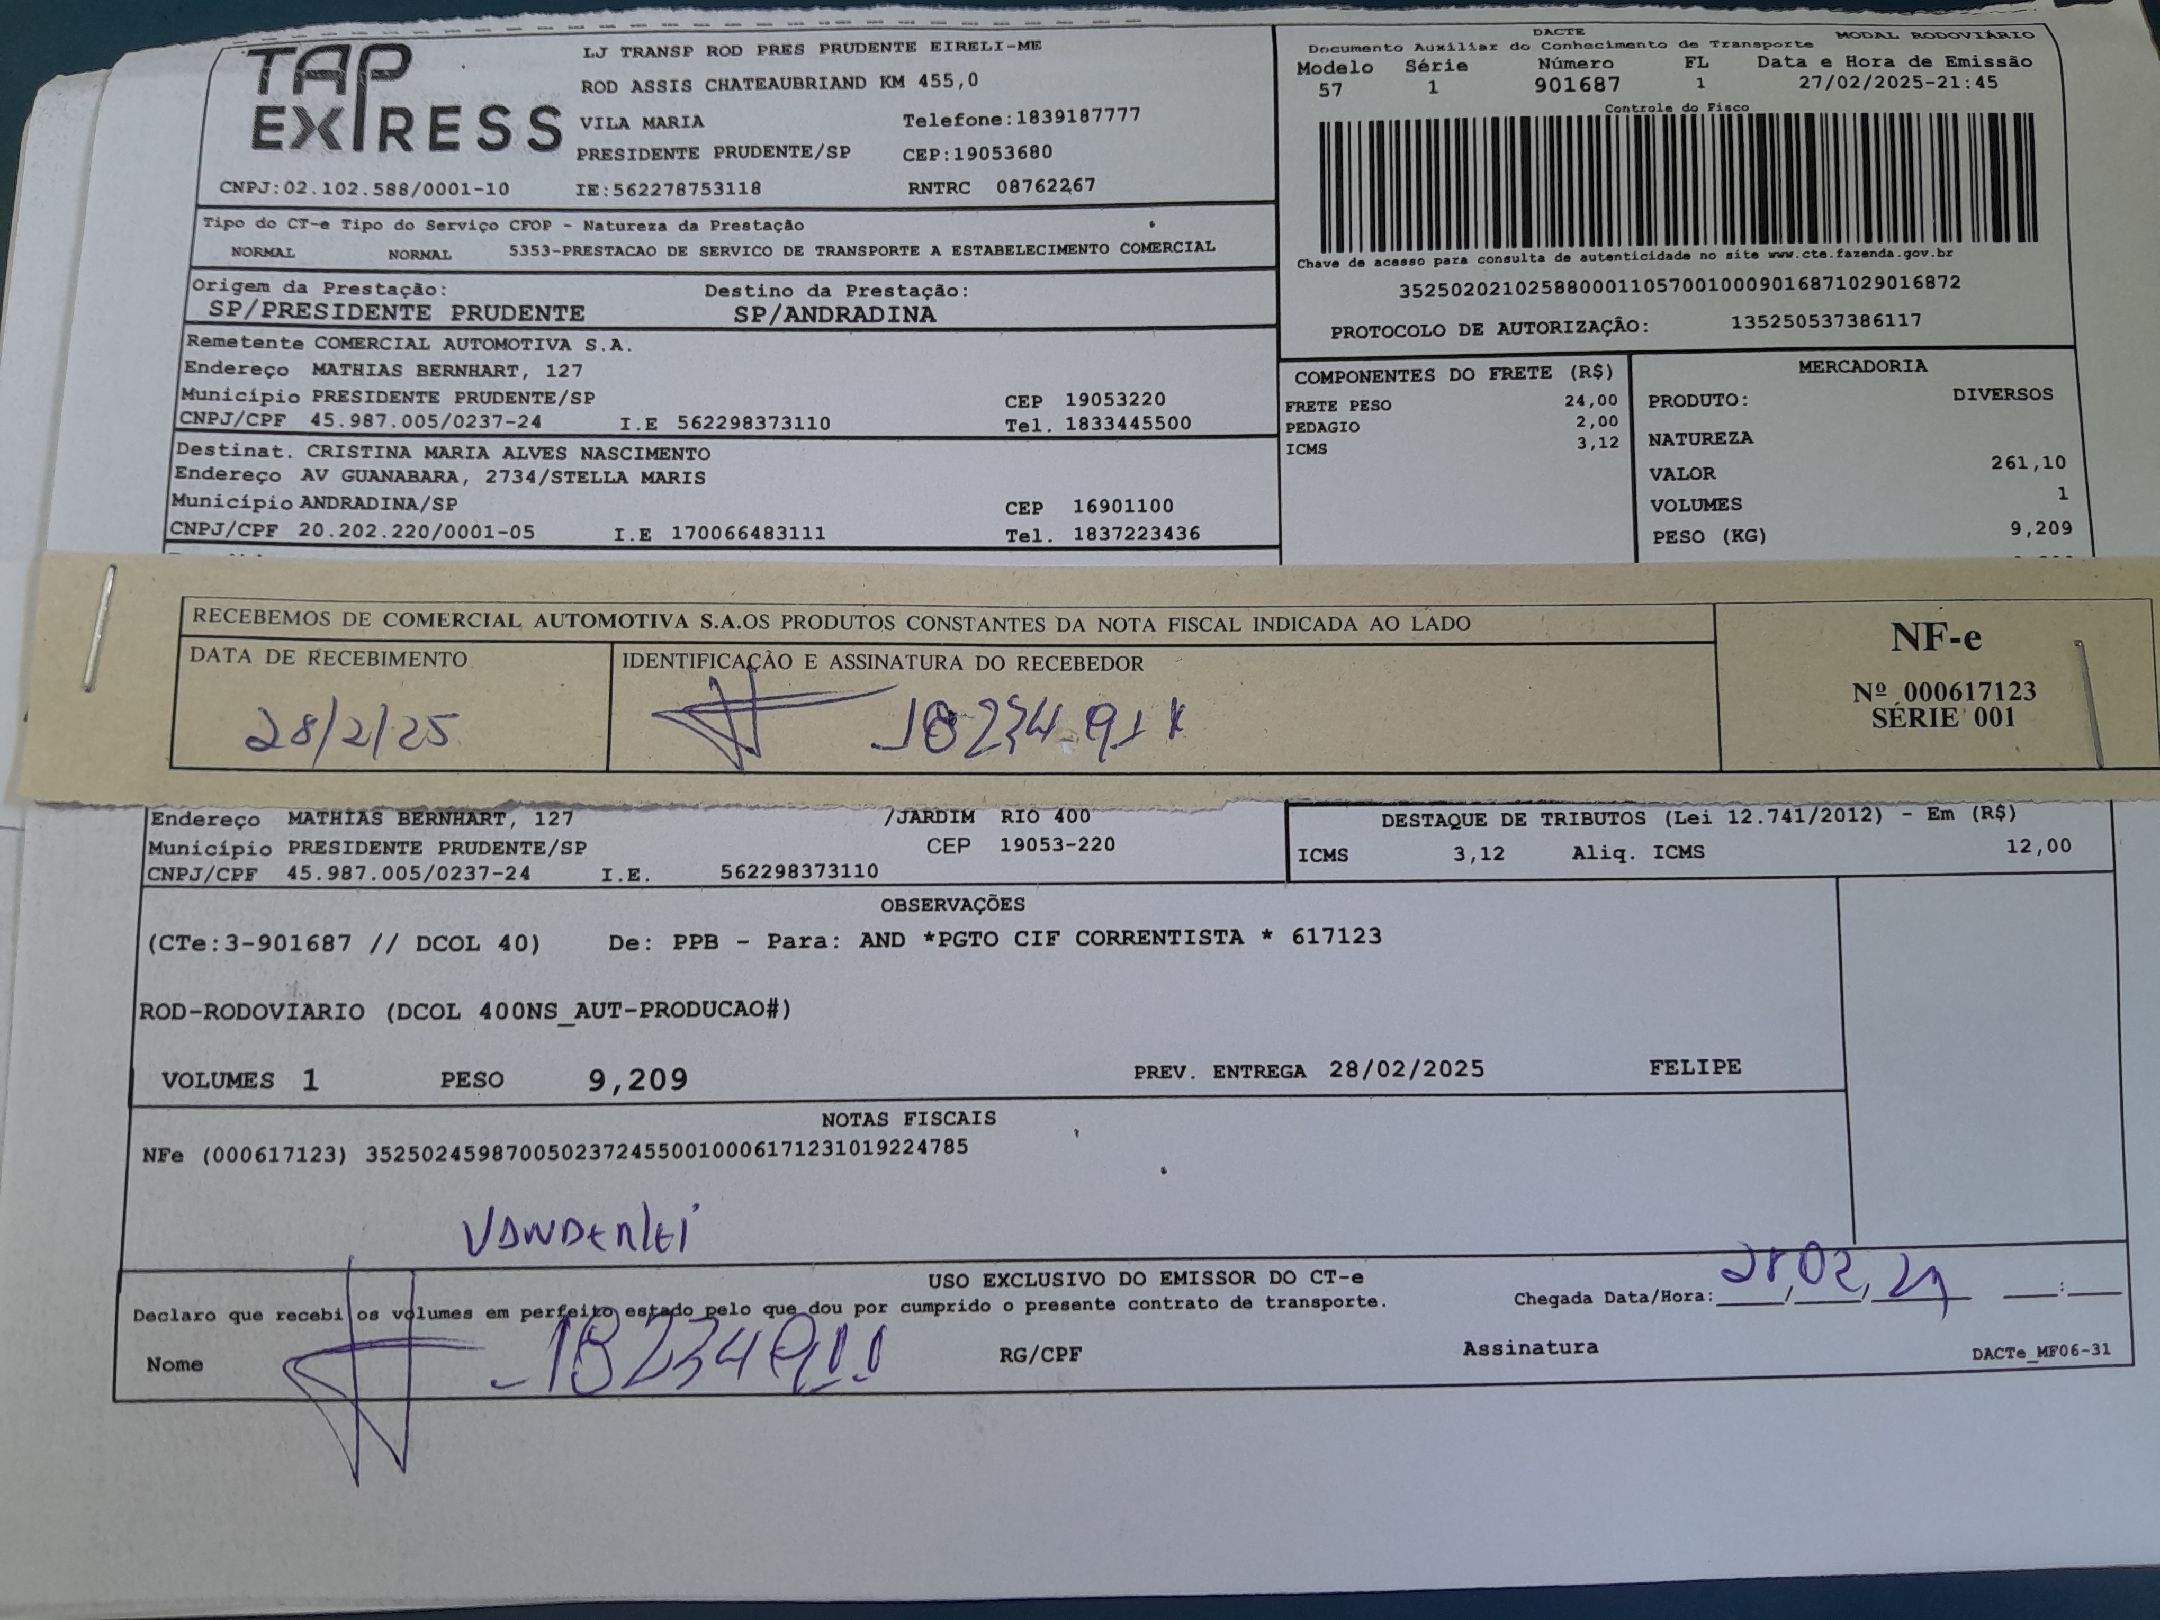 TAP EXPRESS
LJ TRANSP ROD PRES PRUDENTE EIRELI-ME
ROD ASSIS CHATEAUBRIAND KM 455,0
VILA MARIA Telefone:1839187777
PRESIDENTE PRUDENTE/SP CEP:19053680
CNPJ:02.102.588/0001-10 IE:562278753118 RNTRC 08762267
DACTE MODAL RODOVIÁRIO
Documento Auxiliar do Conhecimento de Transporte
Modelo Série Número FL Data e Hora de Emissão
57 1 901687 1 27/02/2025-21:45
Controle do Fisco
Chave de acesso para consulta de autenticidade no site www.cte.fazenda.gov.br
35250202102588000110570010009016871029016872
PROTOCOLO DE AUTORIZAÇÃO: 135250537386117
Tipo do CT-e Tipo do Serviço CFOP - Natureza da Prestação
NORMAL NORMAL 5353-PRESTACAO DE SERVICO DE TRANSPORTE A ESTABELECIMENTO COMERCIAL
Origem da Prestação: Destino da Prestação:
SP/PRESIDENTE PRUDENTE SP/ANDRADINA
Remetente COMERCIAL AUTOMOTIVA S.A.
Endereço MATHIAS BERNHART, 127
Município PRESIDENTE PRUDENTE/SP CEP 19053220
CNPJ/CPF 45.987.005/0237-24 I.E 562298373110 Tel. 1833445500
Destinat. CRISTINA MARIA ALVES NASCIMENTO
Endereço AV GUANABARA, 2734/STELLA MARIS
Município ANDRADINA/SP CEP 16901100
CNPJ/CPF 20.202.220/0001-05 I.E 170066483111 Tel. 1837223436
COMPONENTES DO FRETE (R$)
FRETE PESO 24,00
PEDAGIO 2,00
ICMS 3,12
MERCADORIA
PRODUTO: DIVERSOS
NATUREZA
VALOR 261,10
VOLUMES 1
PESO (KG) 9,209
RECEBEMOS DE COMERCIAL AUTOMOTIVA S.A.OS PRODUTOS CONSTANTES DA NOTA FISCAL INDICADA AO LADO
DATA DE RECEBIMENTO IDENTIFICAÇÃO E ASSINATURA DO RECEBEDOR
28/2/25
NF-e
Nº 000617123
SÉRIE 001
Endereço MATHIAS BERNHART, 127 /JARDIM RIO 400
Município PRESIDENTE PRUDENTE/SP CEP 19053-220
CNPJ/CPF 45.987.005/0237-24 I.E. 562298373110
DESTAQUE DE TRIBUTOS (Lei 12.741/2012) - Em (R$)
ICMS 3,12 Aliq. ICMS 12,00
OBSERVAÇÕES
(CTe:3-901687 // DCOL 40) De: PPB - Para: AND *PGTO CIF CORRENTISTA * 617123
ROD-RODOVIARIO (DCOL 400NS_AUT-PRODUCAO#)
VOLUMES 1 PESO 9,209 PREV. ENTREGA 28/02/2025 FELIPE
NOTAS FISCAIS
NFe (000617123) 35250245987005023724550010006171231019224785
VANDERLEI
USO EXCLUSIVO DO EMISSOR DO CT-e
Declaro que recebi os volumes em perfeito estado pelo que dou por cumprido o presente contrato de transporte.
Chegada Data/Hora:____/____/______ ___:___
Nome RG/CPF Assinatura DACTe_MF06-31